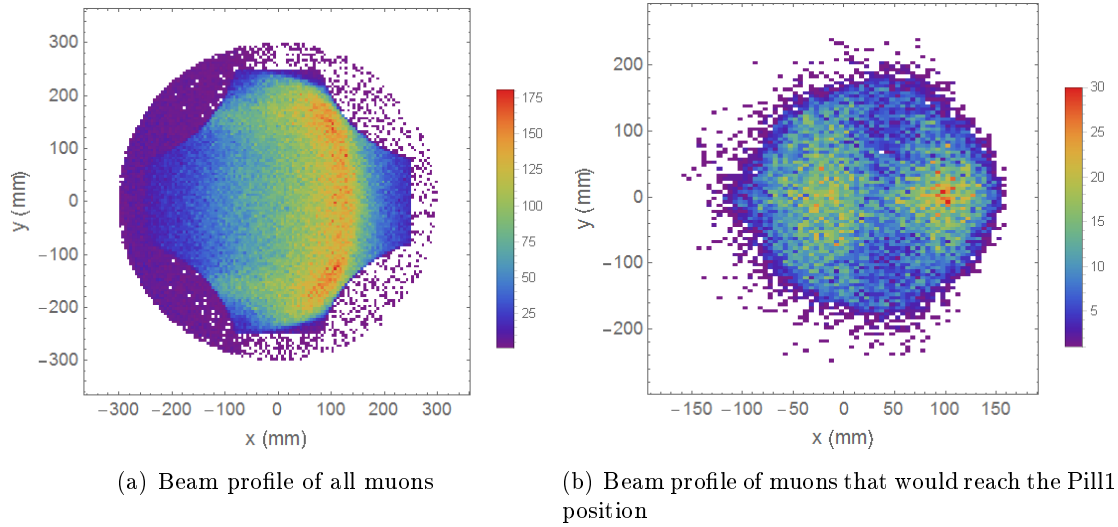 300
200
100
0
−100
−200
−300
y (mm)
−300 −200 −100 0 100 200 300
x (mm)
175
150
125
100
75
50
25
(a) Beam profile of all muons
200
100
0
−100
−200
y (mm)
−150 −100 −50 0 50 100 150
x (mm)
30
25
20
15
10
5
(b) Beam profile of muons that would reach the Pill1
position